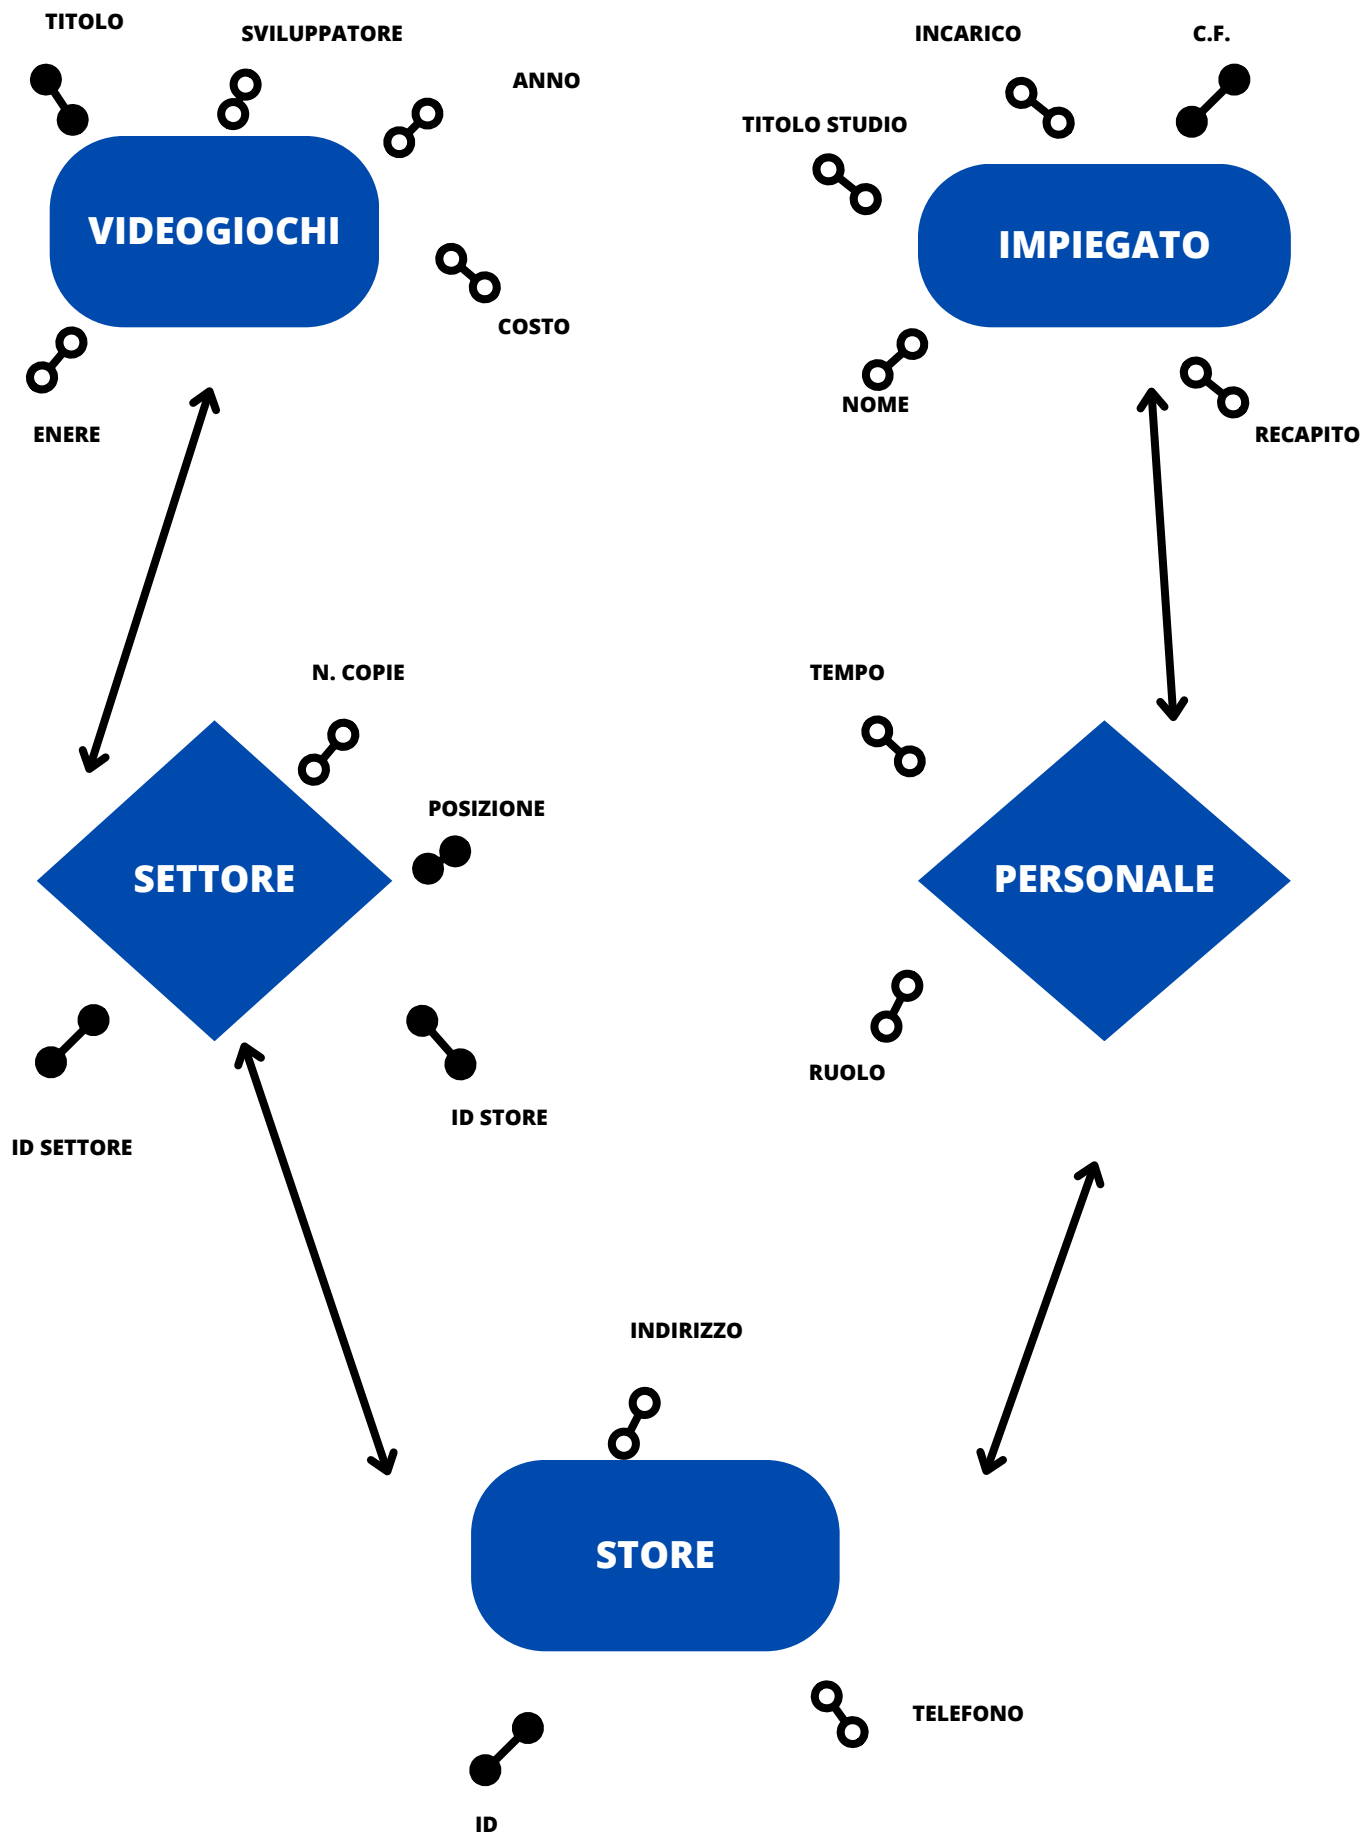 TITOLO
SVILUPPATORE
ANNO
VIDEOGIOCHI
COSTO
ENERE
INCARICO
C.F.
TITOLO STUDIO
IMPIEGATO
NOME
RECAPITO
N. COPIE
POSIZIONE
SETTORE
ID STORE
ID SETTORE
TEMPO
PERSONALE
RUOLO
INDIRIZZO
STORE
TELEFONO
ID